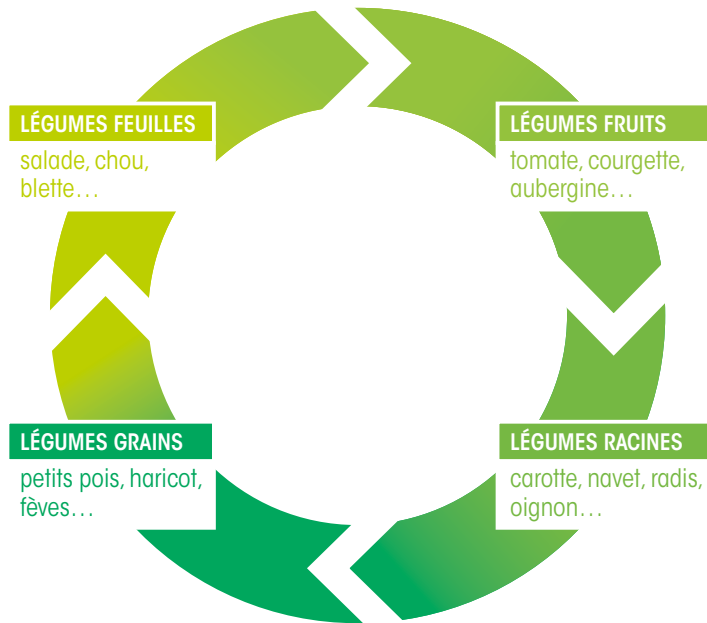 LÉGUMES FEUILLES
salade, chou,
blette…
LÉGUMES FRUITS
tomate, courgette,
aubergine…
LÉGUMES GRAINS
petits pois, haricot,
fèves…
LÉGUMES RACINES
carotte, navet, radis,
oignon…